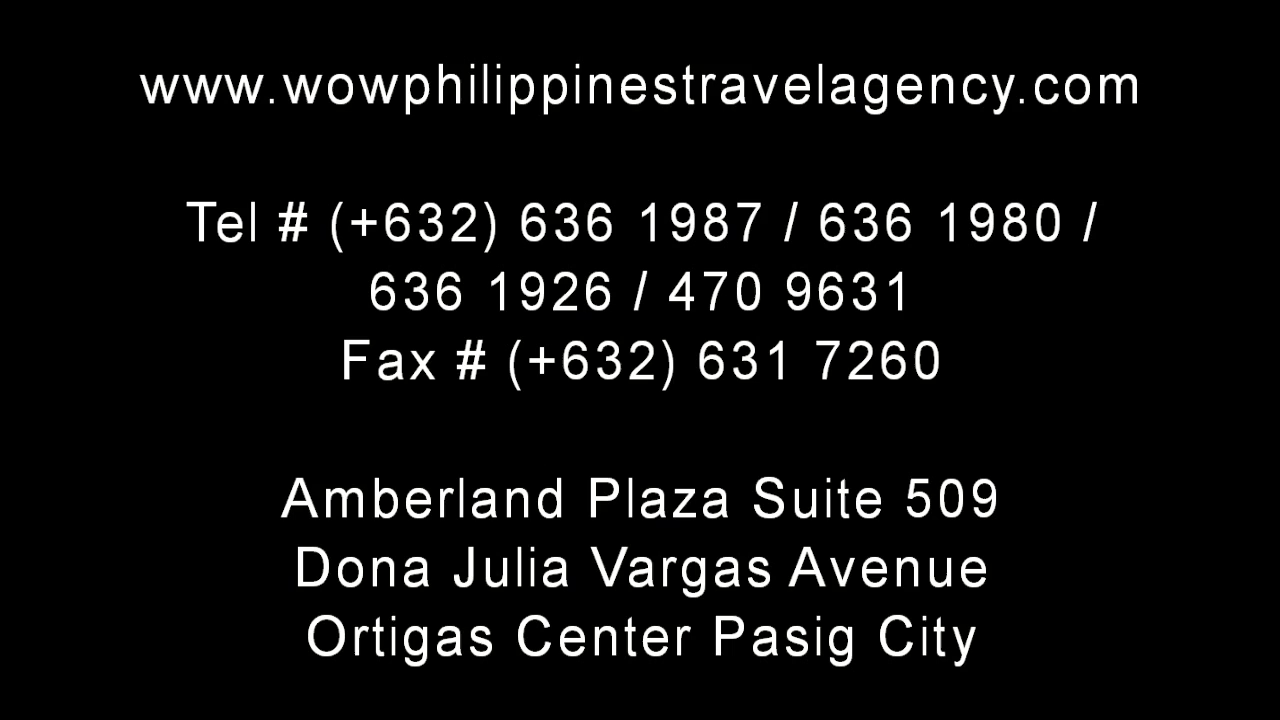 www.wowphilippinestravelagency.com
Tel # (+632) 636 1987 / 636 1980 /
636 1926 / 470 9631
Fax # (+632) 631 7260
Amberland Plaza Suite 509
Dona Julia Vargas Avenue
Ortigas Center Pasig City